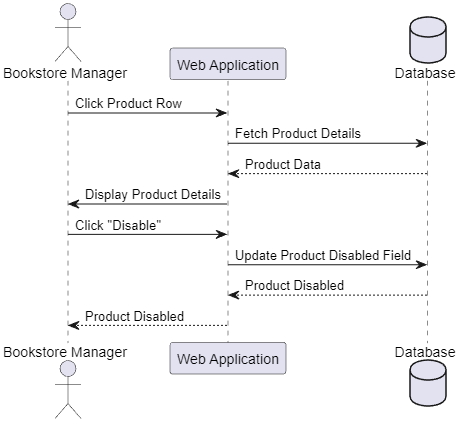 Bookstore Manager
Web Application
Database
Click Product Row
Fetch Product Details
Product Data
Display Product Details
Click "Disable"
Update Product Disabled Field
Product Disabled
Product Disabled
Bookstore Manager
Web Application
Database